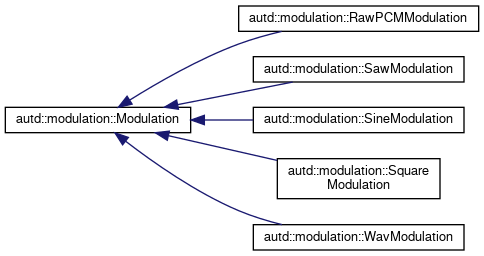 autd::modulation::RawPCMModulation
autd::modulation::SawModulation
autd::modulation::Modulation
autd::modulation::SineModulation
autd::modulation::Square
Modulation
autd::modulation::WavModulation